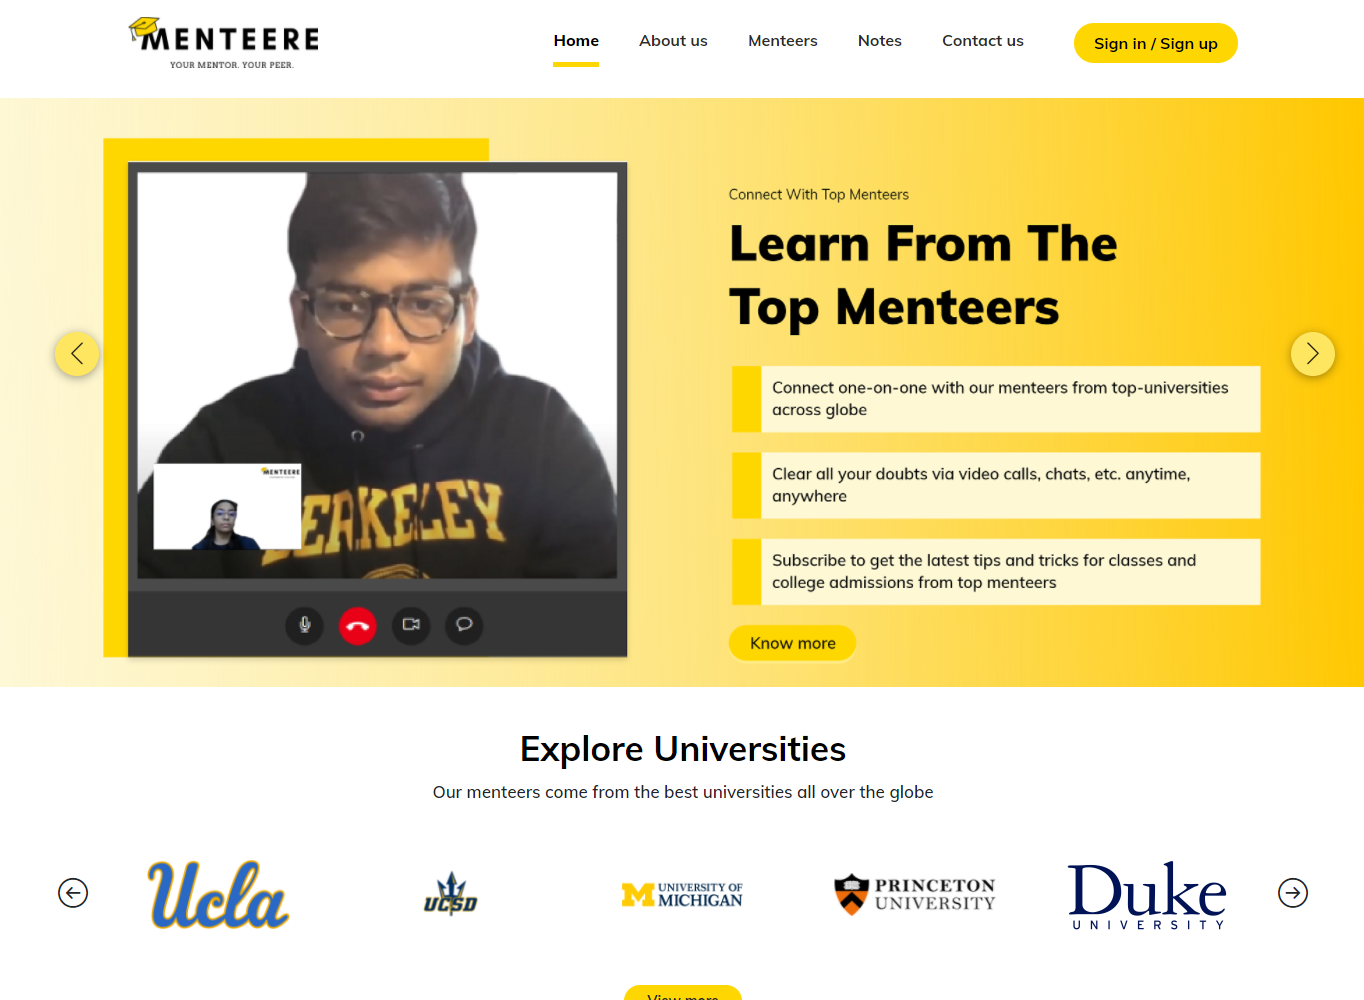 MENTEERE
YOUR MENTOR. YOUR PEER.
Home
About us
Menteers
Notes
Contact us
Sign in / Sign up
Connect With Top Menteers
Learn From The
Top Menteers
Connect one-on-one with our menteers from top-universities
across globe
Clear all your doubts via video calls, chats, etc. anytime,
anywhere
Subscribe to get the latest tips and tricks for classes and
college admissions from top menteers
Know more
MENTEERE
BERKELEY
Explore Universities
Our menteers come from the best universities all over the globe
Ucla
UCSD
UNIVERSITY OF
MICHIGAN
PRINCETON
UNIVERSITY
Duke
UNIVERSITY
View more